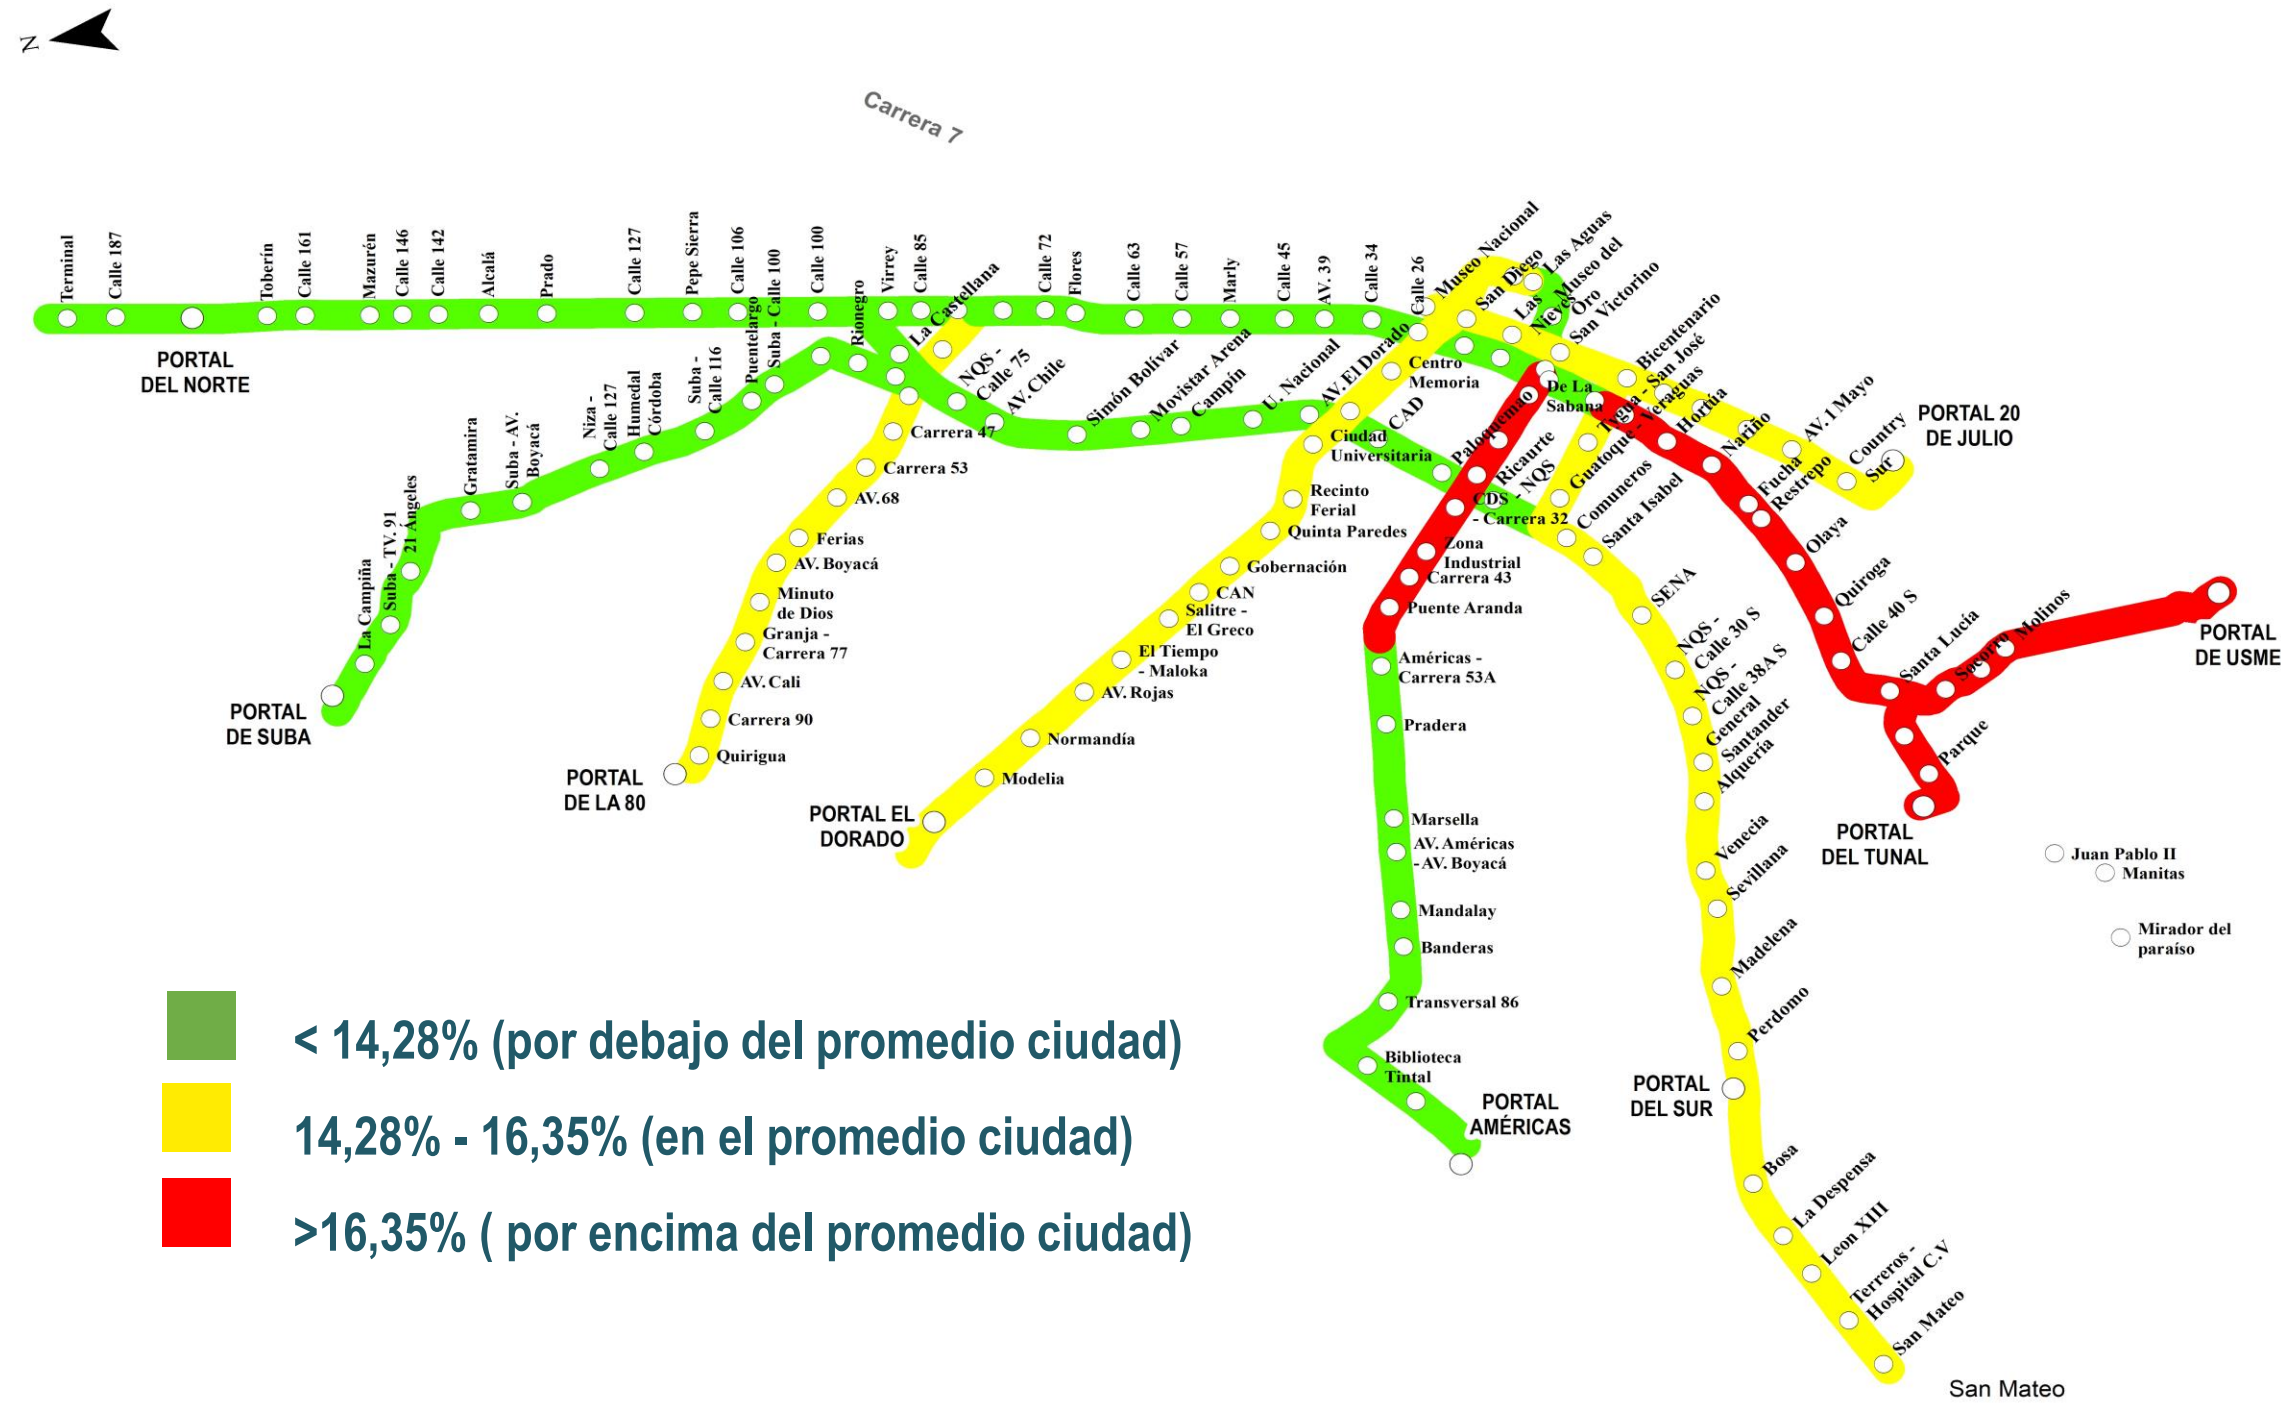 N
Carrera 7
Terminal
Calle 187
PORTAL
DEL NORTE
Toberín
Calle 161
Mazurén
Calle 146
Calle 142
Alcalá
Prado
Calle 127
Pepe Sierra
Calle 106
Calle 100
Virrey
Calle 85
Calle 72
Flores
Calle 63
Calle 57
Marly
Calle 45
AV. 39
Calle 34
Calle 26
Museo Nacional
San Diego
Las Aguas
Museo del
Oro
Las
Nieves
San Victorino
Bicentenario
Tygua - San José
Guatoque - Veraguas
Hortúa
Nariño
AV. 1 Mayo
Country
Sur
PORTAL 20
DE JULIO
Fucha
Restrepo
Olaya
Quiroga
Calle 40 S
Santa Lucía
Socorro
Molinos
PORTAL
DE USME
Parque
PORTAL
DEL TUNAL
Juan Pablo II
Manitas
Mirador del
paraíso
PORTAL
DE SUBA
La Campiña
Suba - TV. 91
21 Ángeles
Gratamira
Suba - AV.
Boyacá
Niza -
Calle 127
Humedal
Córdoba
Suba -
Calle 116
Puentelargo
Suba - Calle 100
Rionegro
La Castellana
NQS -
Calle 75
AV. Chile
Simón Bolívar
Movistar Arena
Campín
U. Nacional
AV. El Dorado
CAD
Paloquemao
Ricaurte
- NQS
Comuneros
Santa Isabel
SENA
NQS -
Calle 30 S
NQS -
Calle 38A S
General
Santander
Alquería
Venecia
Sevillana
Madelena
Perdomo
PORTAL
DEL SUR
Bosa
La Despensa
Leon XIII
Terreros -
Hospital C.V
San Mateo
San Mateo
Carrera 47
Carrera 53
AV.68
Ferias
AV. Boyacá
Minuto
de Dios
Granja -
Carrera 77
AV. Cali
Carrera 90
Quirigua
PORTAL
DE LA 80
Centro
Memoria
Ciudad
Universitaria
Recinto
Ferial
Quinta Paredes
Gobernación
CAN
Salitre -
El Greco
El Tiempo
- Maloka
AV. Rojas
Normandía
Modelia
PORTAL EL
DORADO
De La
Sabana
CDS
- Carrera 32
Zona
Industrial
Carrera 43
Puente Aranda
Américas -
Carrera 53A
Pradera
Marsella
AV. Américas
- AV. Boyacá
Mandalay
Banderas
Transversal 86
Biblioteca
Tintal
PORTAL
AMÉRICAS
< 14,28% (por debajo del promedio ciudad)
14,28% - 16,35% (en el promedio ciudad)
>16,35% ( por encima del promedio ciudad)